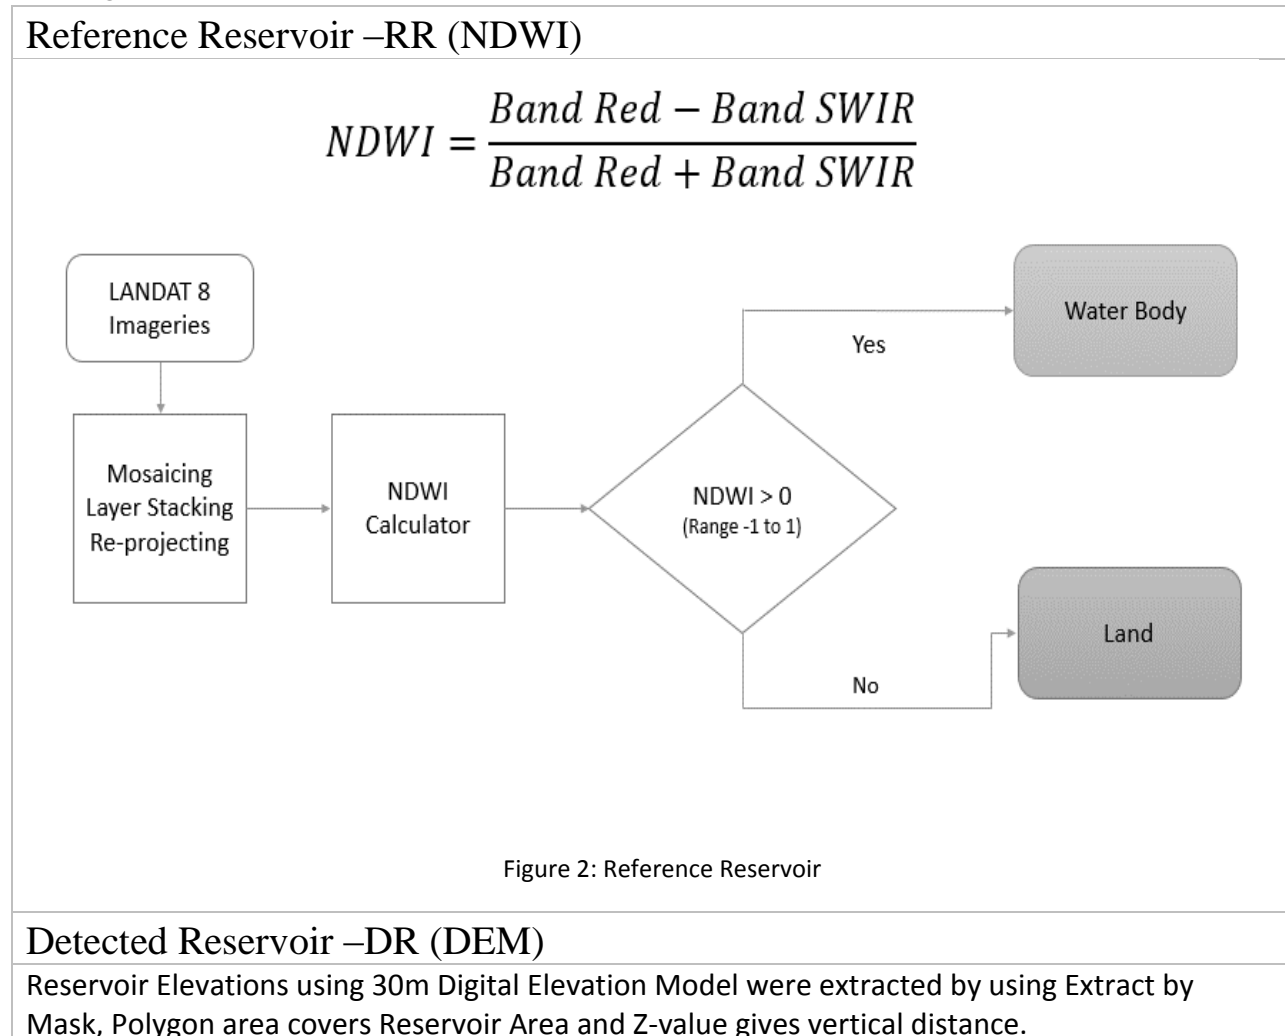 Reference Reservoir –RR (NDWI)
NDWI = Band Red − Band SWIR / Band Red + Band SWIR
LANDAT 8
Imageries
Mosaicing
Layer Stacking
Re-projecting
NDWI
Calculator
NDWI > 0
(Range -1 to 1)
Yes
Water Body
No
Land
Figure 2: Reference Reservoir
Detected Reservoir –DR (DEM)
Reservoir Elevations using 30m Digital Elevation Model were extracted by using Extract by
Mask, Polygon area covers Reservoir Area and Z-value gives vertical distance.